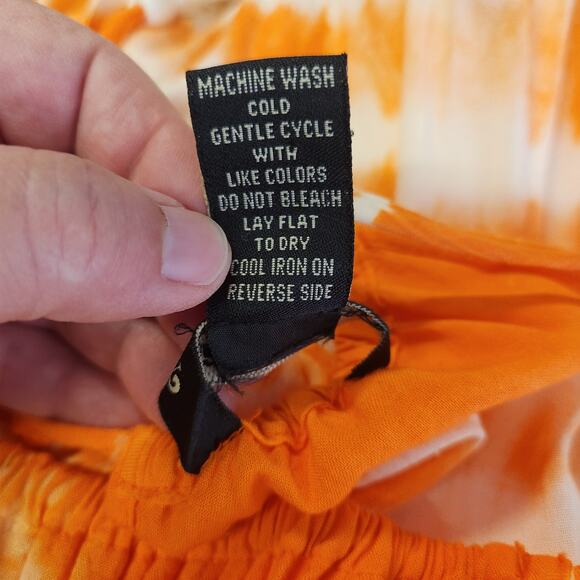 MACHINE WASH
COLD
GENTLE CYCLE
WITH
LIKE COLORS
DO NOT BLEACH
LAY FLAT
TO DRY
COOL IRON ON
REVERSE SIDE